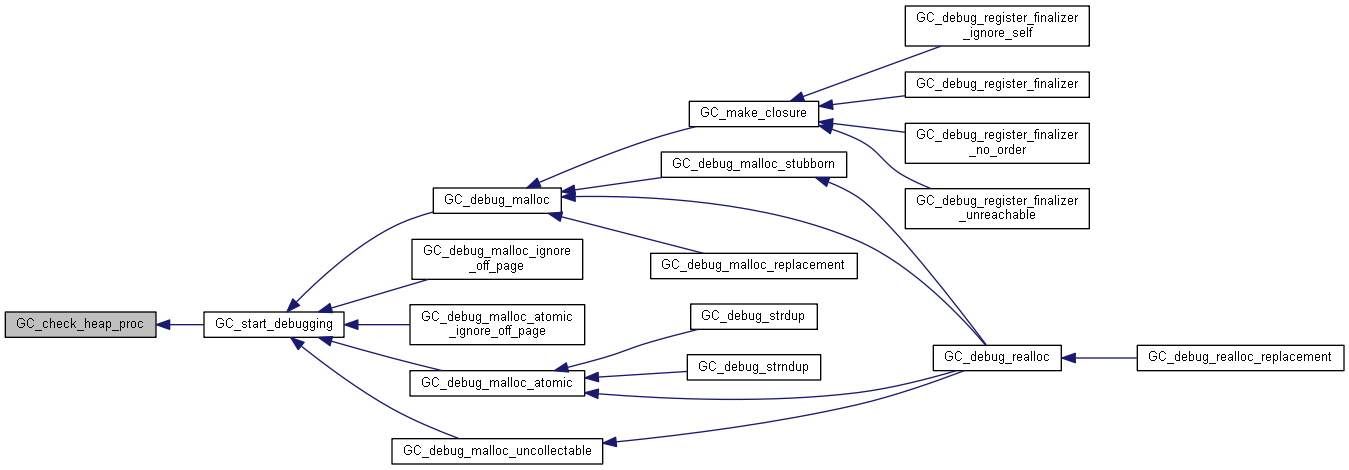 GC_debug_register_finalizer
_ignore_self
GC_debug_register_finalizer
GC_make_closure
GC_debug_register_finalizer
_no_order
GC_debug_malloc_stubborn
GC_debug_malloc
GC_debug_register_finalizer
_unreachable
GC_debug_malloc_ignore
_off_page
GC_debug_malloc_replacement
GC_check_heap_proc
GC_start_debugging
GC_debug_malloc_atomic
_ignore_off_page
GC_debug_strdup
GC_debug_realloc
GC_debug_realloc_replacement
GC_debug_strndup
GC_debug_malloc_atomic
GC_debug_malloc_uncollectable